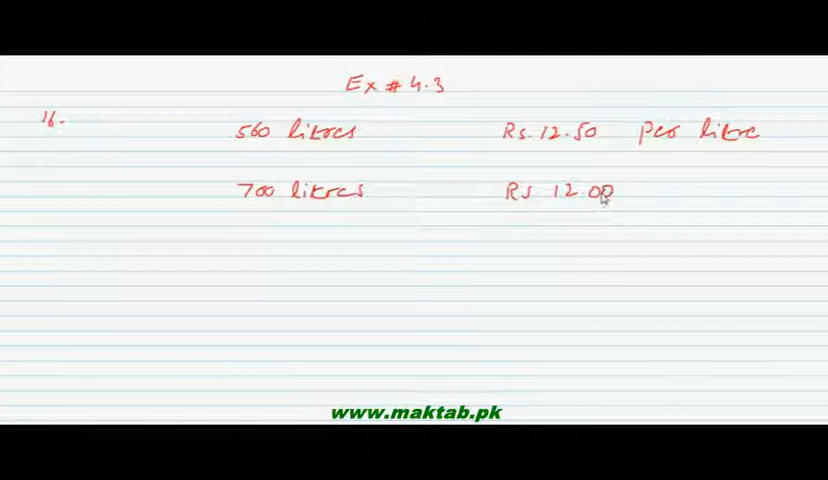 Ex # 4.3
16. 560 litres Rs. 12.50 per litre
700 litres Rs 12.00
www.maktab.pk